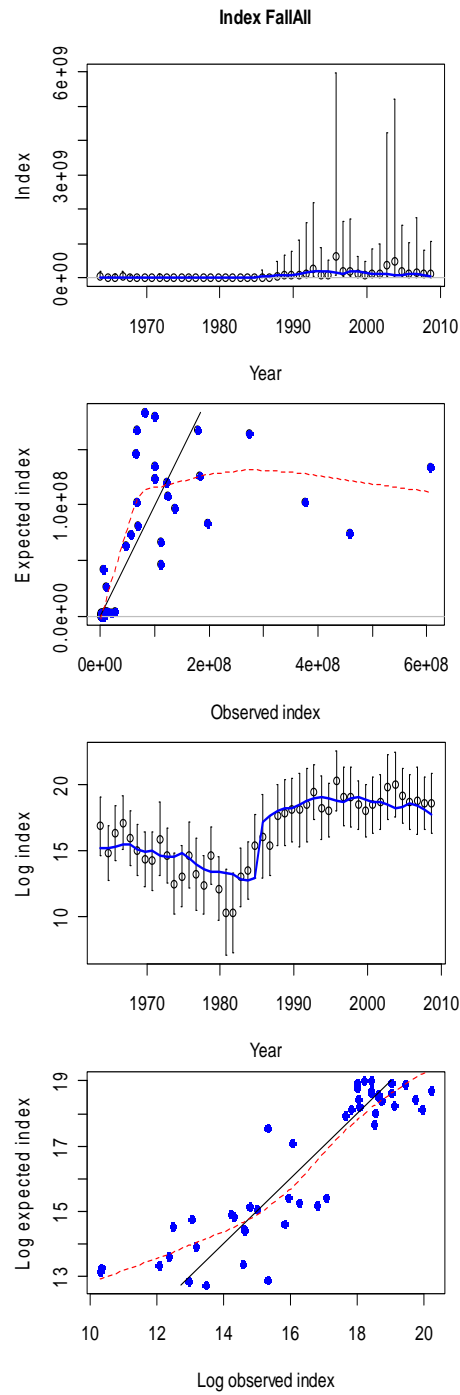 Index FallAll
Index
0e+00 3e+09 6e+09
1970 1980 1990 2000 2010
Year
Expected index
0.0e+00 1.0e+08
0e+00 2e+08 4e+08 6e+08
Observed index
Log index
10 15 20
1970 1980 1990 2000 2010
Year
Log expected index
13 15 17 19
10 12 14 16 18 20
Log observed index